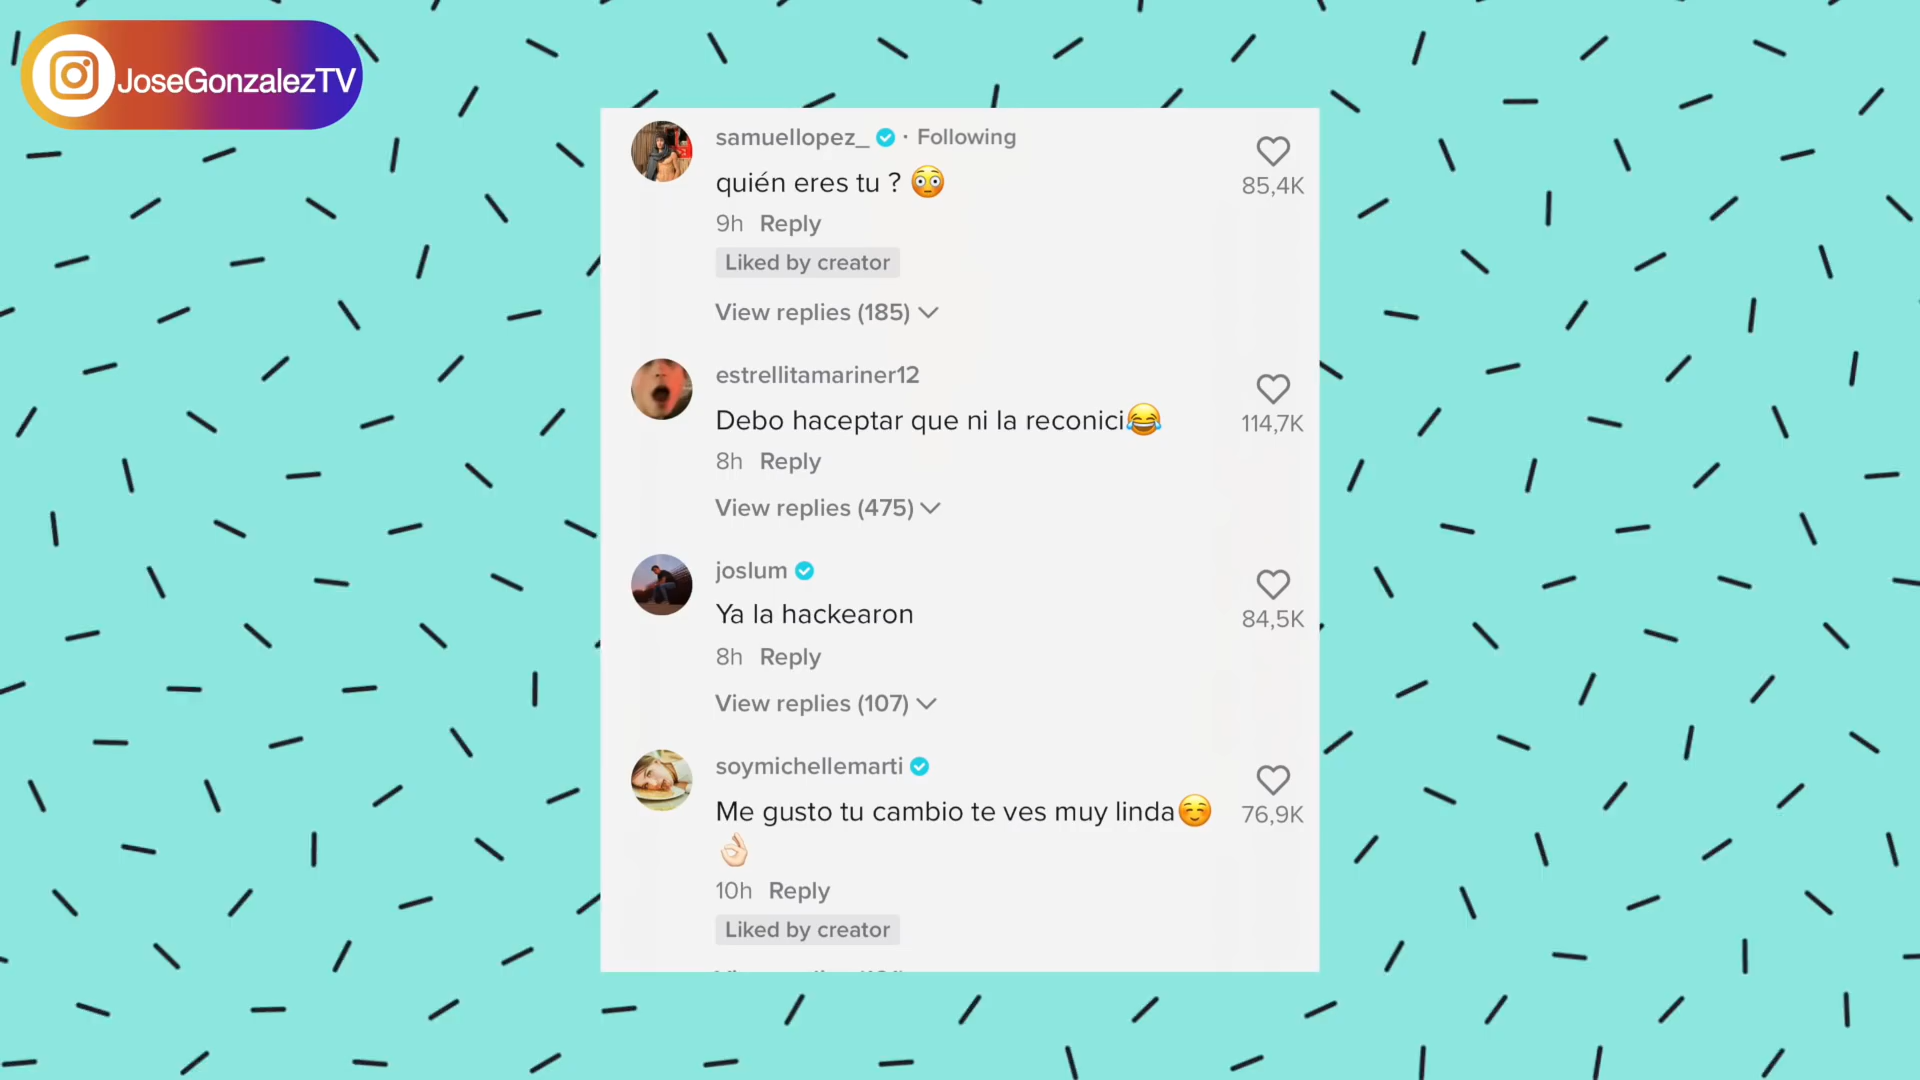 JoseGonzalezTV
samuellopez_ · Following
quién eres tu ? 😳
85,4K
9h Reply
Liked by creator
View replies (185)
estrellitamariner12
Debo haceptar que ni la reconici😂
114,7K
8h Reply
View replies (475)
joslum
Ya la hackearon
84,5K
8h Reply
View replies (107)
soymichellemarti
Me gusto tu cambio te ves muy linda☺️
👌🏻
76,9K
10h Reply
Liked by creator